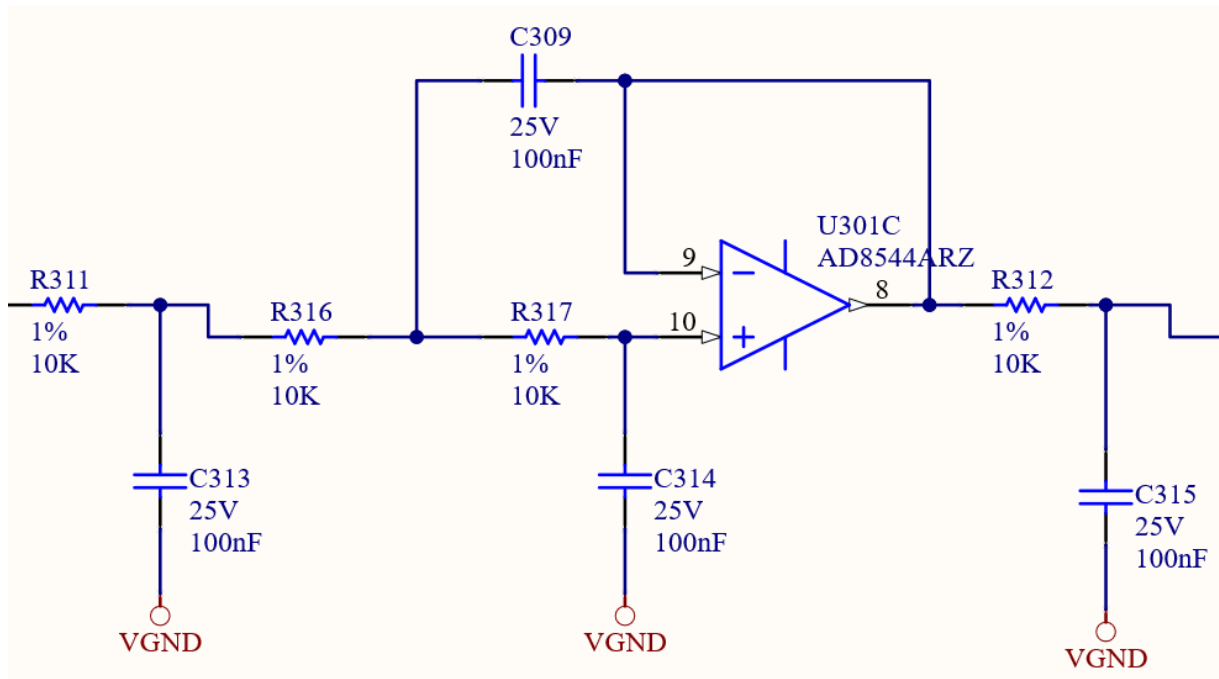 C309
25V
100nF
U301C
AD8544ARZ
9
8
10
R311
1%
10K
R316
1%
10K
R317
1%
10K
R312
1%
10K
C313
25V
100nF
C314
25V
100nF
C315
25V
100nF
VGND
VGND
VGND